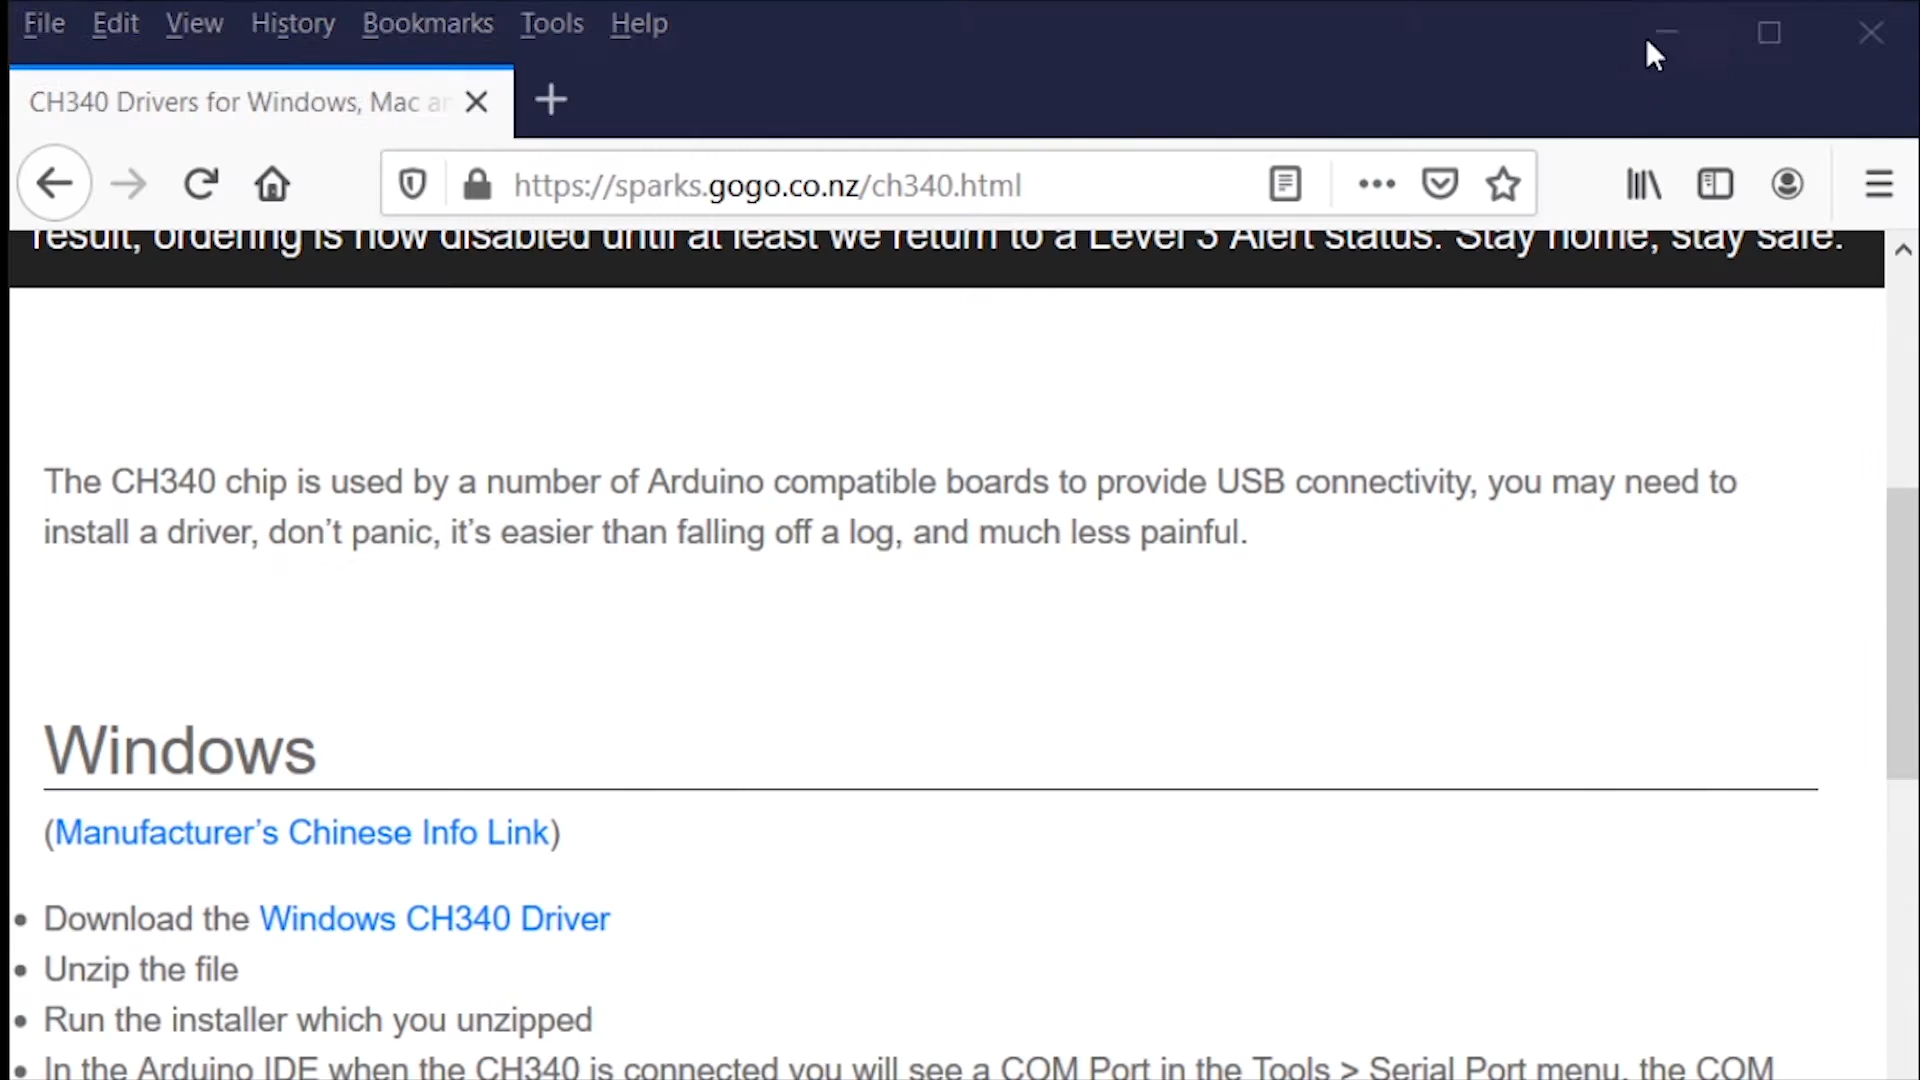 File Edit View History Bookmarks Tools Help
CH340 Drivers for Windows, Mac an
https://sparks.gogo.co.nz/ch340.html
result, ordering is now disabled until at least we return to a Level 3 Alert status. Stay home, stay safe.
The CH340 chip is used by a number of Arduino compatible boards to provide USB connectivity, you may need to
install a driver, don’t panic, it’s easier than falling off a log, and much less painful.
Windows
(Manufacturer’s Chinese Info Link)
• Download the Windows CH340 Driver
• Unzip the file
• Run the installer which you unzipped
• In the Arduino IDE when the CH340 is connected you will see a COM Port in the Tools > Serial Port menu, the COM